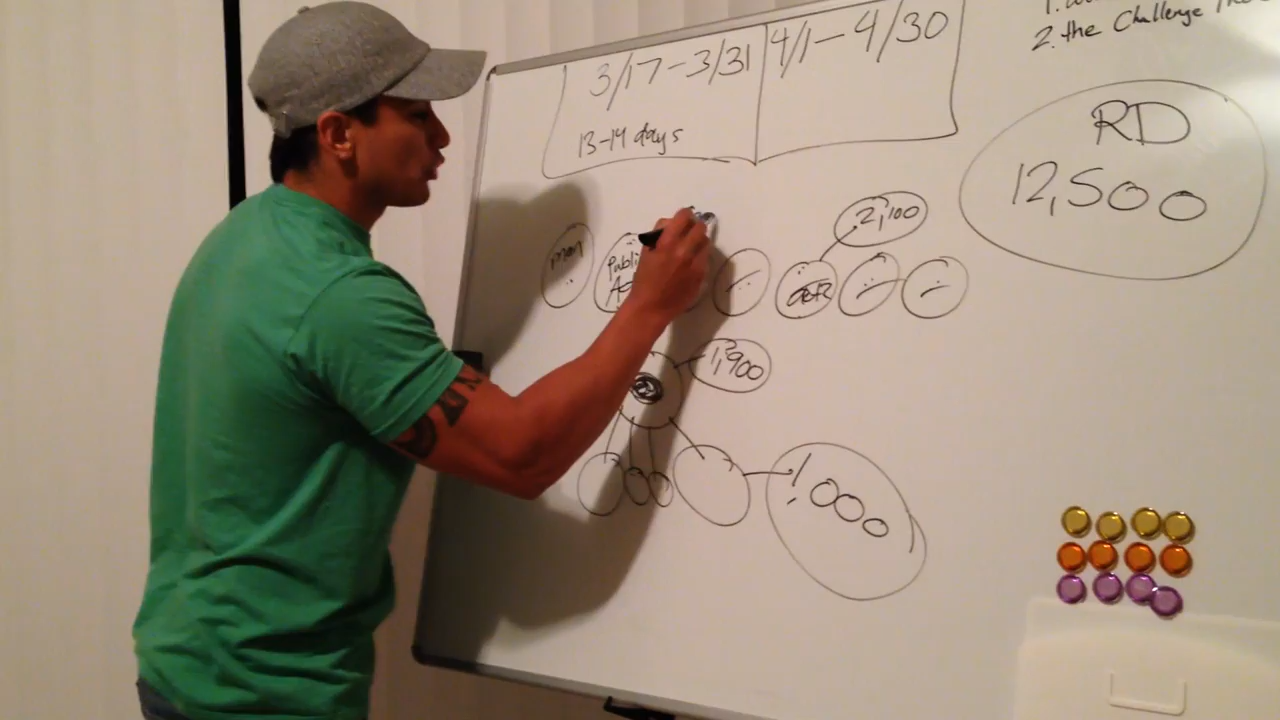 2. the Challenge
3/17-3/31
4/1-4/30
13-14 days
RD
12,500
2,100
mom
1,900
1,000